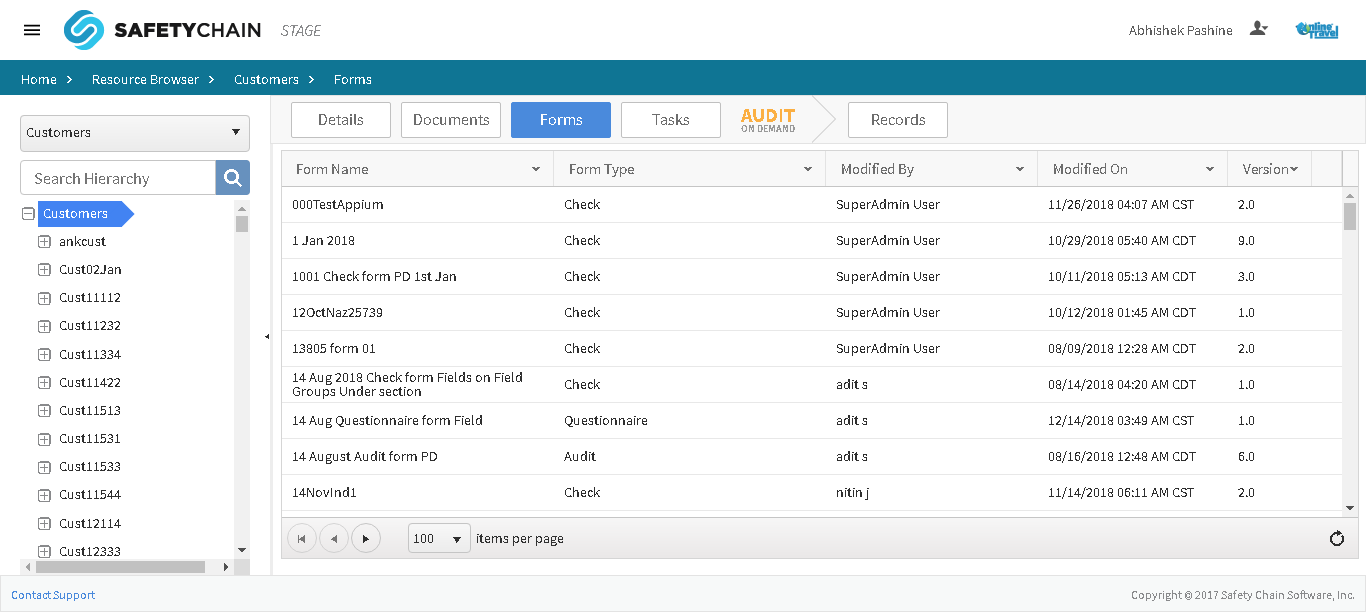 SAFETYCHAIN STAGE
Abhishek Pashine
Online Travel
Home > Resource Browser > Customers > Forms
Customers
Search Hierarchy
Customers
ankcust
Cust02Jan
Cust11112
Cust11232
Cust11334
Cust11422
Cust11513
Cust11531
Cust11533
Cust11544
Cust12114
Cust12333
Details Documents Forms Tasks AUDIT ON DEMAND Records
Form Name Form Type Modified By Modified On Version
000TestAppium Check SuperAdmin User 11/26/2018 04:07 AM CST 2.0
1 Jan 2018 Check SuperAdmin User 10/29/2018 05:40 AM CDT 9.0
1001 Check form PD 1st Jan Check SuperAdmin User 10/11/2018 05:13 AM CDT 3.0
12OctNaz25739 Check SuperAdmin User 10/12/2018 01:45 AM CDT 1.0
13805 form 01 Check SuperAdmin User 08/09/2018 12:28 AM CDT 2.0
14 Aug 2018 Check form Fields on Field
Groups Under section Check adit s 08/14/2018 04:20 AM CDT 1.0
14 Aug Questionnaire form Field Questionnaire adit s 12/14/2018 03:49 AM CST 1.0
14 August Audit form PD Audit adit s 08/16/2018 12:48 AM CDT 6.0
14NovInd1 Check nitin j 11/14/2018 06:11 AM CST 2.0
100 items per page
Contact Support
Copyright © 2017 Safety Chain Software, Inc.